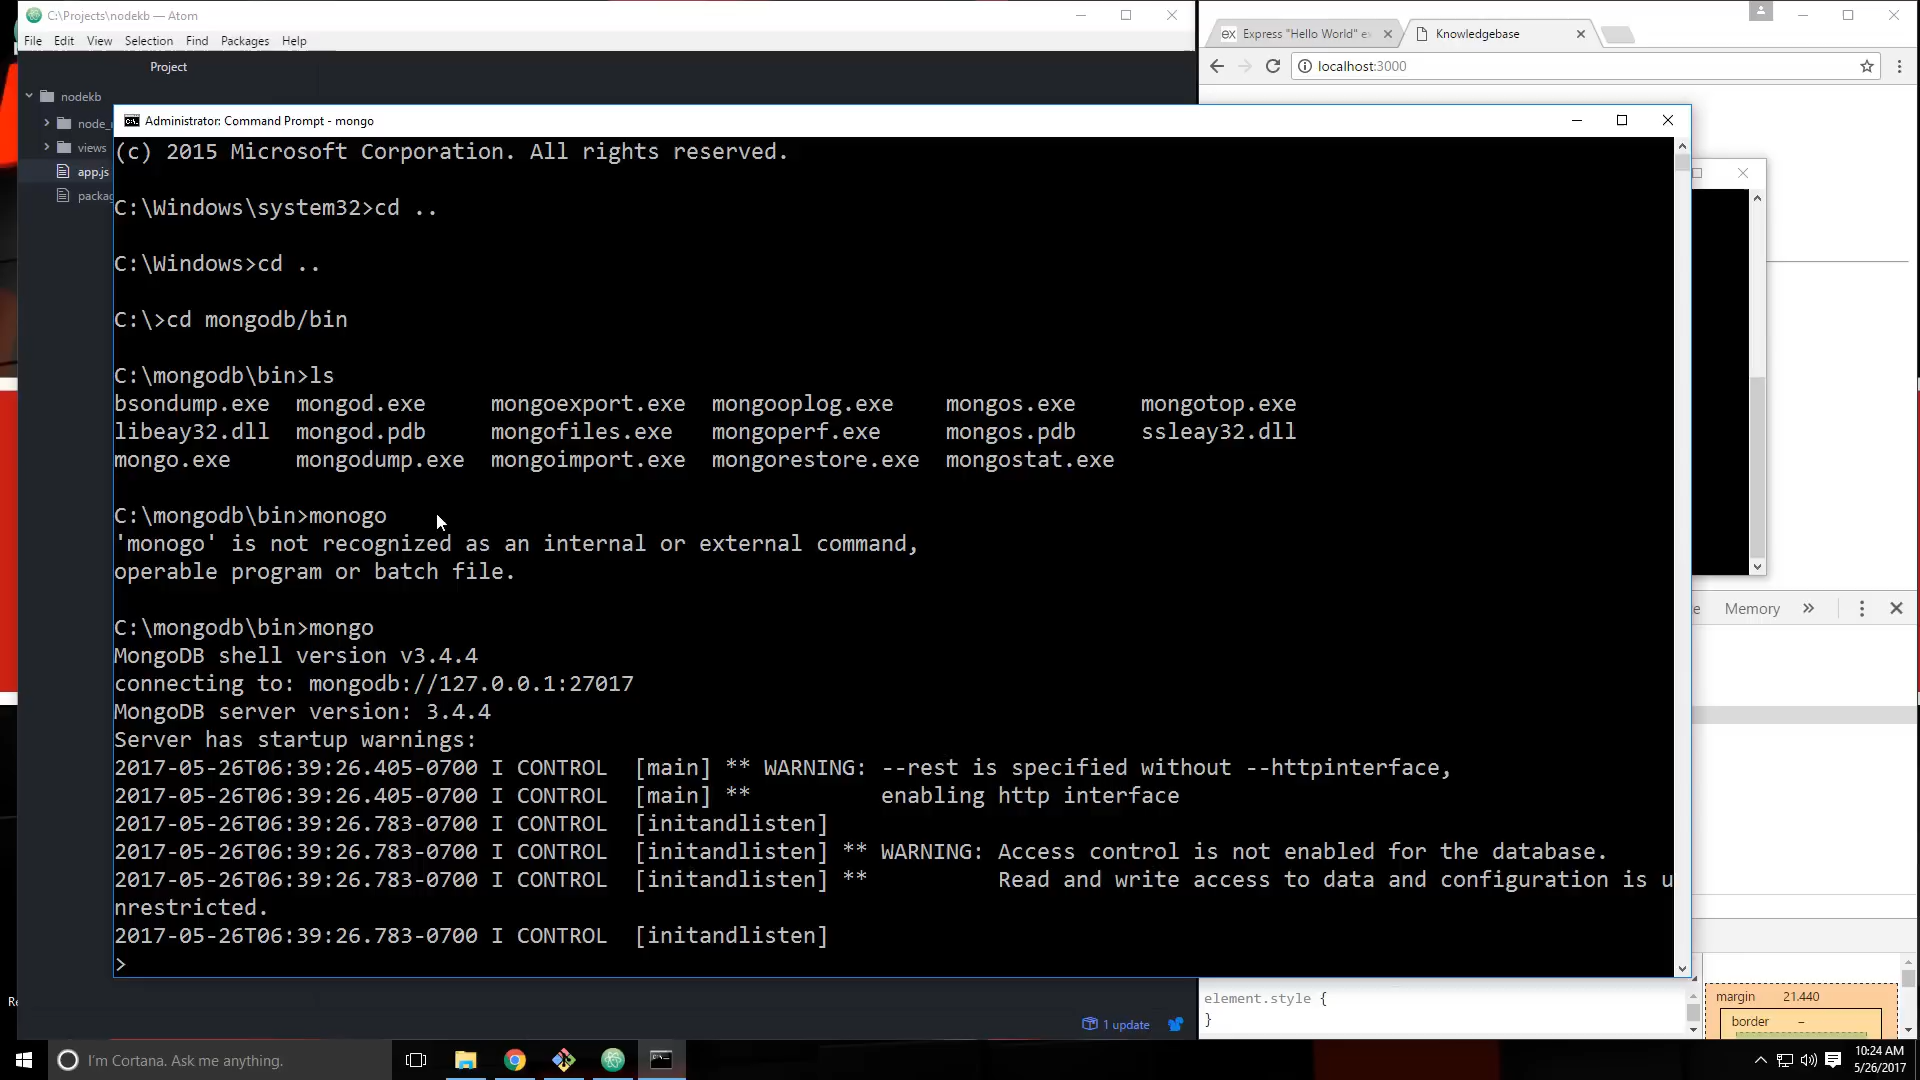 C:\Projects\nodekb — Atom
File Edit View Selection Find Packages Help
Project
nodekb
node_
views
app.js
packag
Express "Hello World" e
Knowledgebase
localhost:3000
Administrator: Command Prompt - mongo
(c) 2015 Microsoft Corporation. All rights reserved.
C:\Windows\system32>cd ..
C:\Windows>cd ..
C:\>cd mongodb/bin
C:\mongodb\bin>ls
bsondump.exe mongod.exe mongoexport.exe mongooplog.exe mongos.exe mongotop.exe
libeay32.dll mongod.pdb mongofiles.exe mongoperf.exe mongos.pdb ssleay32.dll
mongo.exe mongodump.exe mongoimport.exe mongorestore.exe mongostat.exe
C:\mongodb\bin>monogo
'monogo' is not recognized as an internal or external command,
operable program or batch file.
C:\mongodb\bin>mongo
MongoDB shell version v3.4.4
connecting to: mongodb://127.0.0.1:27017
MongoDB server version: 3.4.4
Server has startup warnings:
2017-05-26T06:39:26.405-0700 I CONTROL [main] ** WARNING: --rest is specified without --httpinterface,
2017-05-26T06:39:26.405-0700 I CONTROL [main] ** enabling http interface
2017-05-26T06:39:26.783-0700 I CONTROL [initandlisten]
2017-05-26T06:39:26.783-0700 I CONTROL [initandlisten] ** WARNING: Access control is not enabled for the database.
2017-05-26T06:39:26.783-0700 I CONTROL [initandlisten] ** Read and write access to data and configuration is u
nrestricted.
2017-05-26T06:39:26.783-0700 I CONTROL [initandlisten]
>
e Memory »
element.style {
}
margin 21.440
border –
1 update
Re
I'm Cortana. Ask me anything.
10:24 AM
5/26/2017